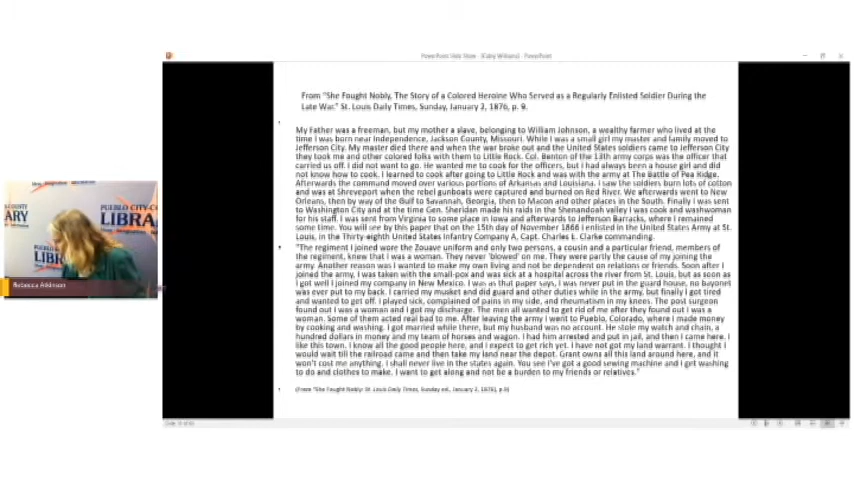 PowerPoint Slide Show - [Cathy Williams] - PowerPoint
From "She Fought Nobly, The Story of a Colored Heroine Who Served as a Regularly Enlisted Soldier During the
Late War." St. Louis Daily Times, Sunday, January 2, 1876, p. 9.
My Father was a freeman, but my mother a slave, belonging to William Johnson, a wealthy farmer who lived at the
time I was born near Independence, Jackson County, Missouri. While I was a small girl my master and family moved to
Jefferson City. My master died there and when the war broke out and the United States soldiers came to Jefferson City
they took me and other colored folks with them to Little Rock. Col. Benton of the 13th army corps was the officer that
carried us off. I did not want to go. He wanted me to cook for the officers, but I had always been a house girl and did
not know how to cook. I learned to cook after going to Little Rock and was with the army at The Battle of Pea Ridge.
Afterwards the command moved over various portions of Arkansas and Louisiana. I saw the soldiers burn lots of cotton
and was at Shreveport when the rebel gunboats were captured and burned on Red River. We afterwards went to New
Orleans, then by way of the Gulf to Savannah, Georgia, then to Macon and other places in the South. Finally I was sent
to Washington City and at the time Gen. Sheridan made his raids in the Shenandoah valley I was cook and washwoman
for his staff. I was sent from Virginia to some place in Iowa and afterwards to Jefferson Barracks, where I remained
some time. You will see by this paper that on the 15th day of November 1866 I enlisted in the United States Army at St.
Louis, in the Thirty-eighth United States Infantry Company A, Capt. Charles E. Clarke commanding.
• "The regiment I joined wore the Zouave uniform and only two persons, a cousin and a particular friend, members of
the regiment, knew that I was a woman. They never 'blowed' on me. They were partly the cause of my joining the
army. Another reason was I wanted to make my own living and not be dependent on relations or friends. Soon after I
joined the army, I was taken with the small-pox and was sick at a hospital across the river from St. Louis, but as soon as
I got well I joined my company in New Mexico. I was as that paper says, I was never put in the guard house, no bayonet
was ever put to my back. I carried my musket and did guard and other duties while in the army, but finally I got tired
and wanted to get off. I played sick, complained of pains in my side, and rheumatism in my knees. The post surgeon
found out I was a woman and I got my discharge. The men all wanted to get rid of me after they found out I was a
woman. Some of them acted real bad to me. After leaving the army I went to Pueblo, Colorado, where I made money
by cooking and washing. I got married while there, but my husband was no account. He stole my watch and chain, a
hundred dollars in money and my team of horses and wagon. I had him arrested and put in jail, and then I came here. I
like this town. I know all the good people here, and I expect to get rich yet. I have not got my land warrant. I thought I
would wait till the railroad came and then take my land near the depot. Grant owns all this land around here, and it
won't cost me anything. I shall never live in the states again. You see I've got a good sewing machine and I get washing
to do and clothes to make. I want to get along and not be a burden to my friends or relatives."
• (From "She Fought Nobly: St. Louis Daily Times, Sunday ed., January 2, 1876), p.9)
PUEBLO CITY-C
LIBRA
COUNTY
ARY
PUEBLO
LIBR
Rebecca Atkinson